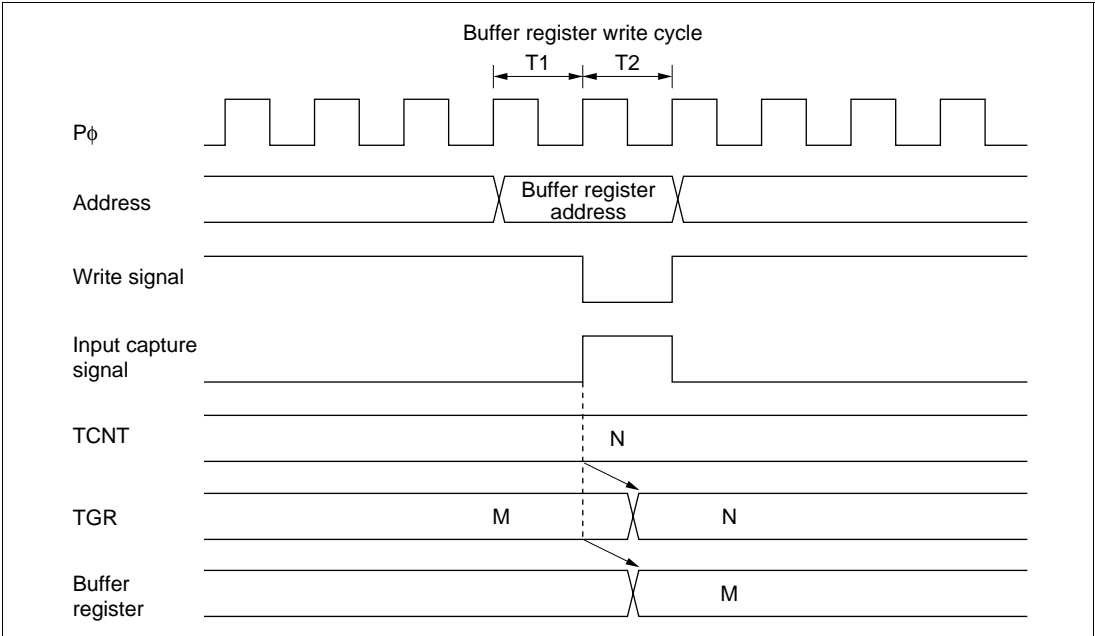 Buffer register write cycle
T1 T2
Pϕ
Address
Buffer register
address
Write signal
Input capture
signal
TCNT
N
TGR
M N
Buffer
register
M